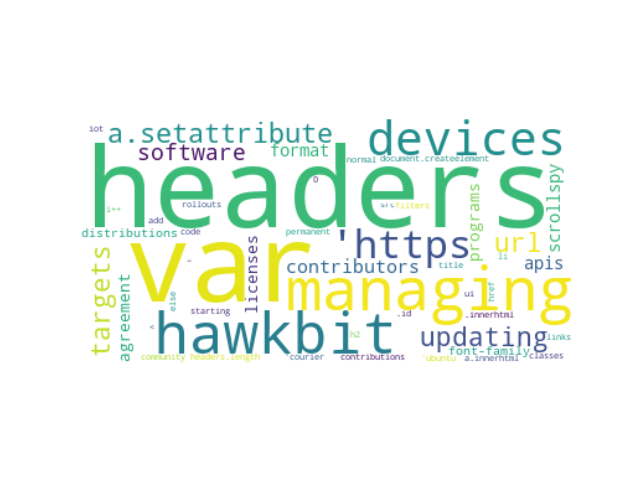 iot a.setattribute devices
software format normal document.createelement
headers
0
i++ rollouts src filters programs scrollspy
add
distributions code permanent
var 'https url
targets agreement licenses contributors title li apis
else managing href
ui
starting .id .innerhtml
< hawkbit h2 updating links
font-family
community headers.length courier contributions 'ubuntu a.innerhtml classes